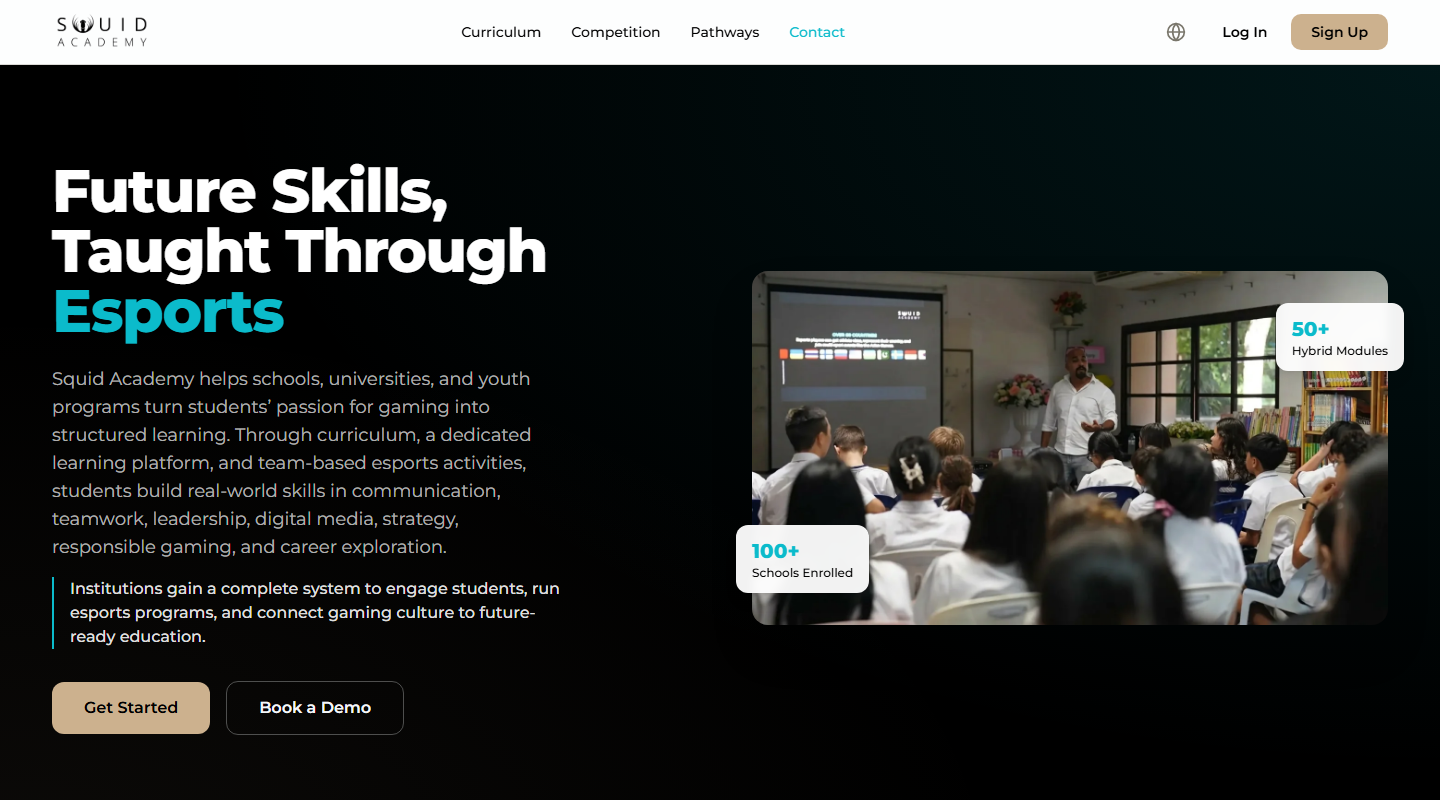 SQUID
ACADEMY
Curriculum
Competition
Pathways
Contact
Log In
Sign Up
Future Skills,
Taught Through
Esports
Squid Academy helps schools, universities, and youth
programs turn students’ passion for gaming into
structured learning. Through curriculum, a dedicated
learning platform, and team-based esports activities,
students build real-world skills in communication,
teamwork, leadership, digital media, strategy,
responsible gaming, and career exploration.
Institutions gain a complete system to engage students, run
esports programs, and connect gaming culture to future-
ready education.
Get Started
Book a Demo
SQUID
ACADEMY
50+
Hybrid Modules
100+
Schools Enrolled